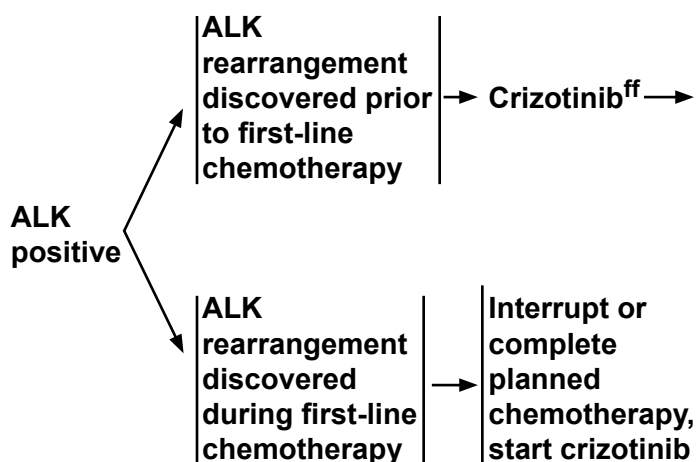 ALK
rearrangement
discovered prior
to first-line
chemotherapy
Crizotinibff
ALK
positive
ALK
rearrangement
discovered
during first-line
chemotherapy
Interrupt or
complete
planned
chemotherapy,
start crizotinib